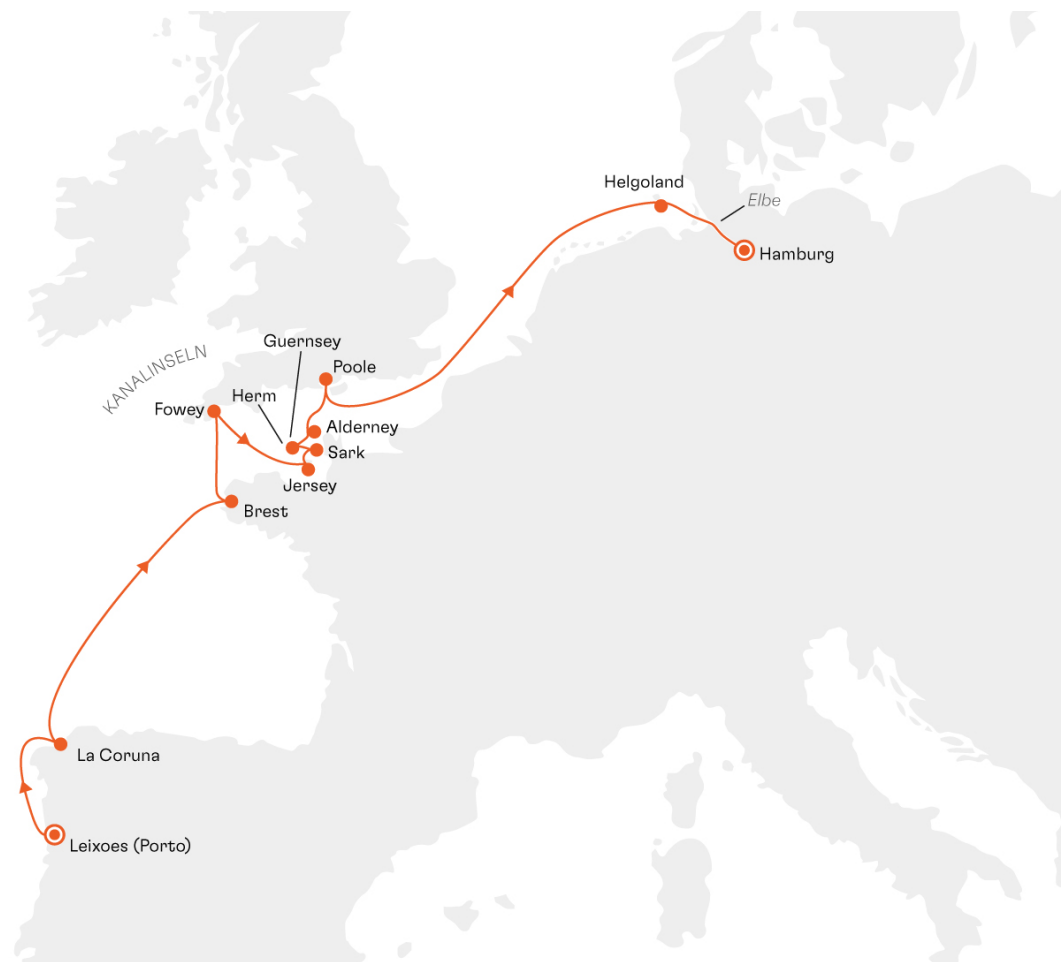 Helgoland
Elbe
Hamburg
Guernsey
KANALINSELN
Poole
Herm
Fowey
Alderney
Sark
Jersey
Brest
La Coruna
Leixoes (Porto)